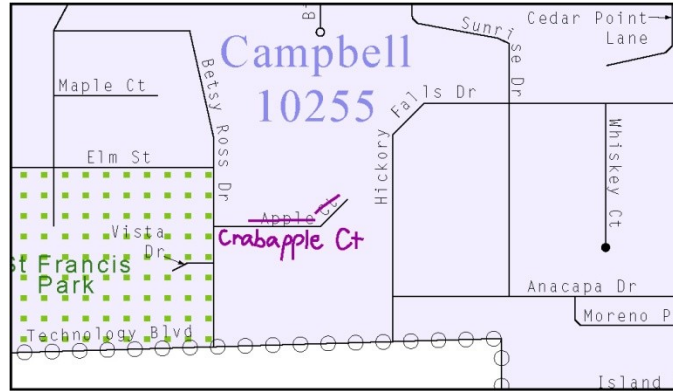 Cedar Point
Lane
Sunrise Dr
B
Campbell
10255
Maple Ct
Betsy Ross Dr
Hickory Falls Dr
Whiskey Ct
Elm St
Apple Ct
Crabapple Ct
Vista
Dr
St Francis
Park
Anacapa Dr
Moreno P
Technology Blvd
Island